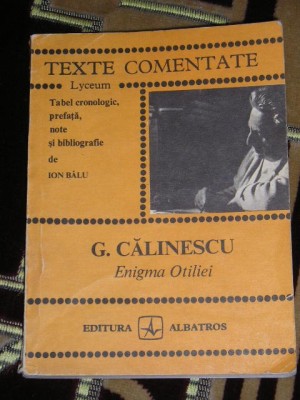 TEXTE COMENTATE
Lyceum
Tabel cronologic,
prefață,
note
și bibliografie
de
ION BĂLU
G. CĂLINESCU
Enigma Otiliei
EDITURA ALBATROS